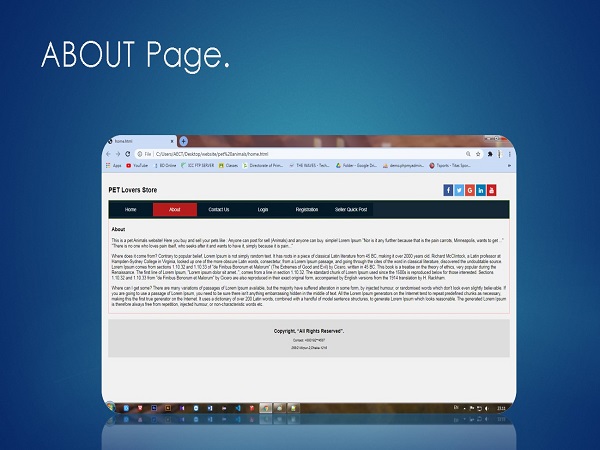 ABOUT Page.
home.html
File | C:/Users/AECT/Desktop/website/pet%20animals/home.html
Apps YouTube BD Online ICC FTP SERVER Classes Directorate of Primar... THE WAVES - Tech... Folder - Google Dri... demo.phpmyadmin... Tsports - Titas Spor...
PET Lovers Store
Home About Contact Us Login Registration Seller Quick Post
About
This is a pet Animals website! Here you buy and sell your pets like. Anyone can post for sell (Animals) and anyone can buy. simple! Lorem Ipsum "Nor is it any further because that is the pain carrots, Minneapolis, wants to get ..."
"There is no one who loves pain itself, who seeks after it and wants to have it, simply because it is pain..."
Where does it come from? Contrary to popular belief, Lorem Ipsum is not simply random text. It has roots in a piece of classical Latin literature from 45 BC, making it over 2000 years old. Richard McClintock, a Latin professor at
Hampden-Sydney College in Virginia, looked up one of the more obscure Latin words, consectetur, from a Lorem Ipsum passage, and going through the cites of the word in classical literature, discovered the undoubtable source.
Lorem Ipsum comes from sections 1.10.32 and 1.10.33 of "de Finibus Bonorum et Malorum" (The Extremes of Good and Evil) by Cicero, written in 45 BC. This book is a treatise on the theory of ethics, very popular during the
Renaissance. The first line of Lorem Ipsum, "Lorem ipsum dolor sit amet..", comes from a line in section 1.10.32. The standard chunk of Lorem Ipsum used since the 1500s is reproduced below for those interested. Sections
1.10.32 and 1.10.33 from "de Finibus Bonorum et Malorum" by Cicero are also reproduced in their exact original form, accompanied by English versions from the 1914 translation by H. Rackham.
Where can I get some? There are many variations of passages of Lorem Ipsum available, but the majority have suffered alteration in some form, by injected humour, or randomised words which don't look even slightly believable. If
you are going to use a passage of Lorem Ipsum, you need to be sure there isn't anything embarrassing hidden in the middle of text. All the Lorem Ipsum generators on the Internet tend to repeat predefined chunks as necessary,
making this the first true generator on the Internet. It uses a dictionary of over 200 Latin words, combined with a handful of model sentence structures, to generate Lorem Ipsum which looks reasonable. The generated Lorem Ipsum
is therefore always free from repetition, injected humour, or non-characteristic words etc.
Copyright, "All Rights Reserved".
EN 23:22